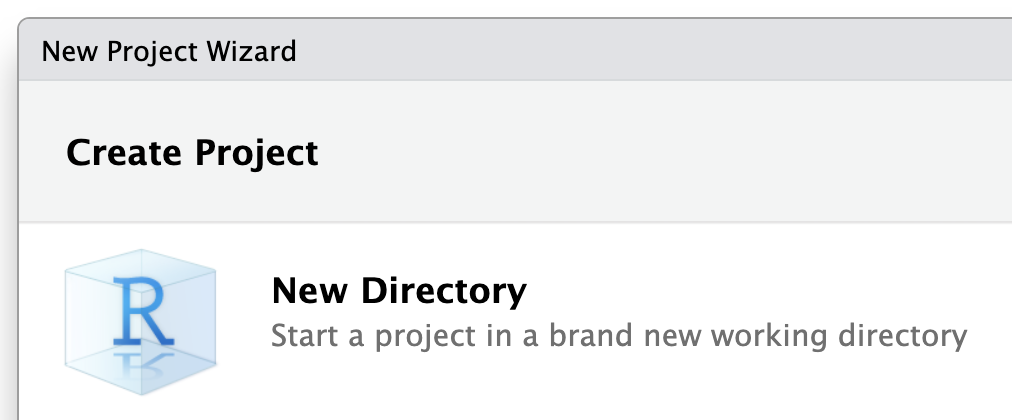 New Project Wizard
Create Project
R
New Directory
Start a project in a brand new working directory